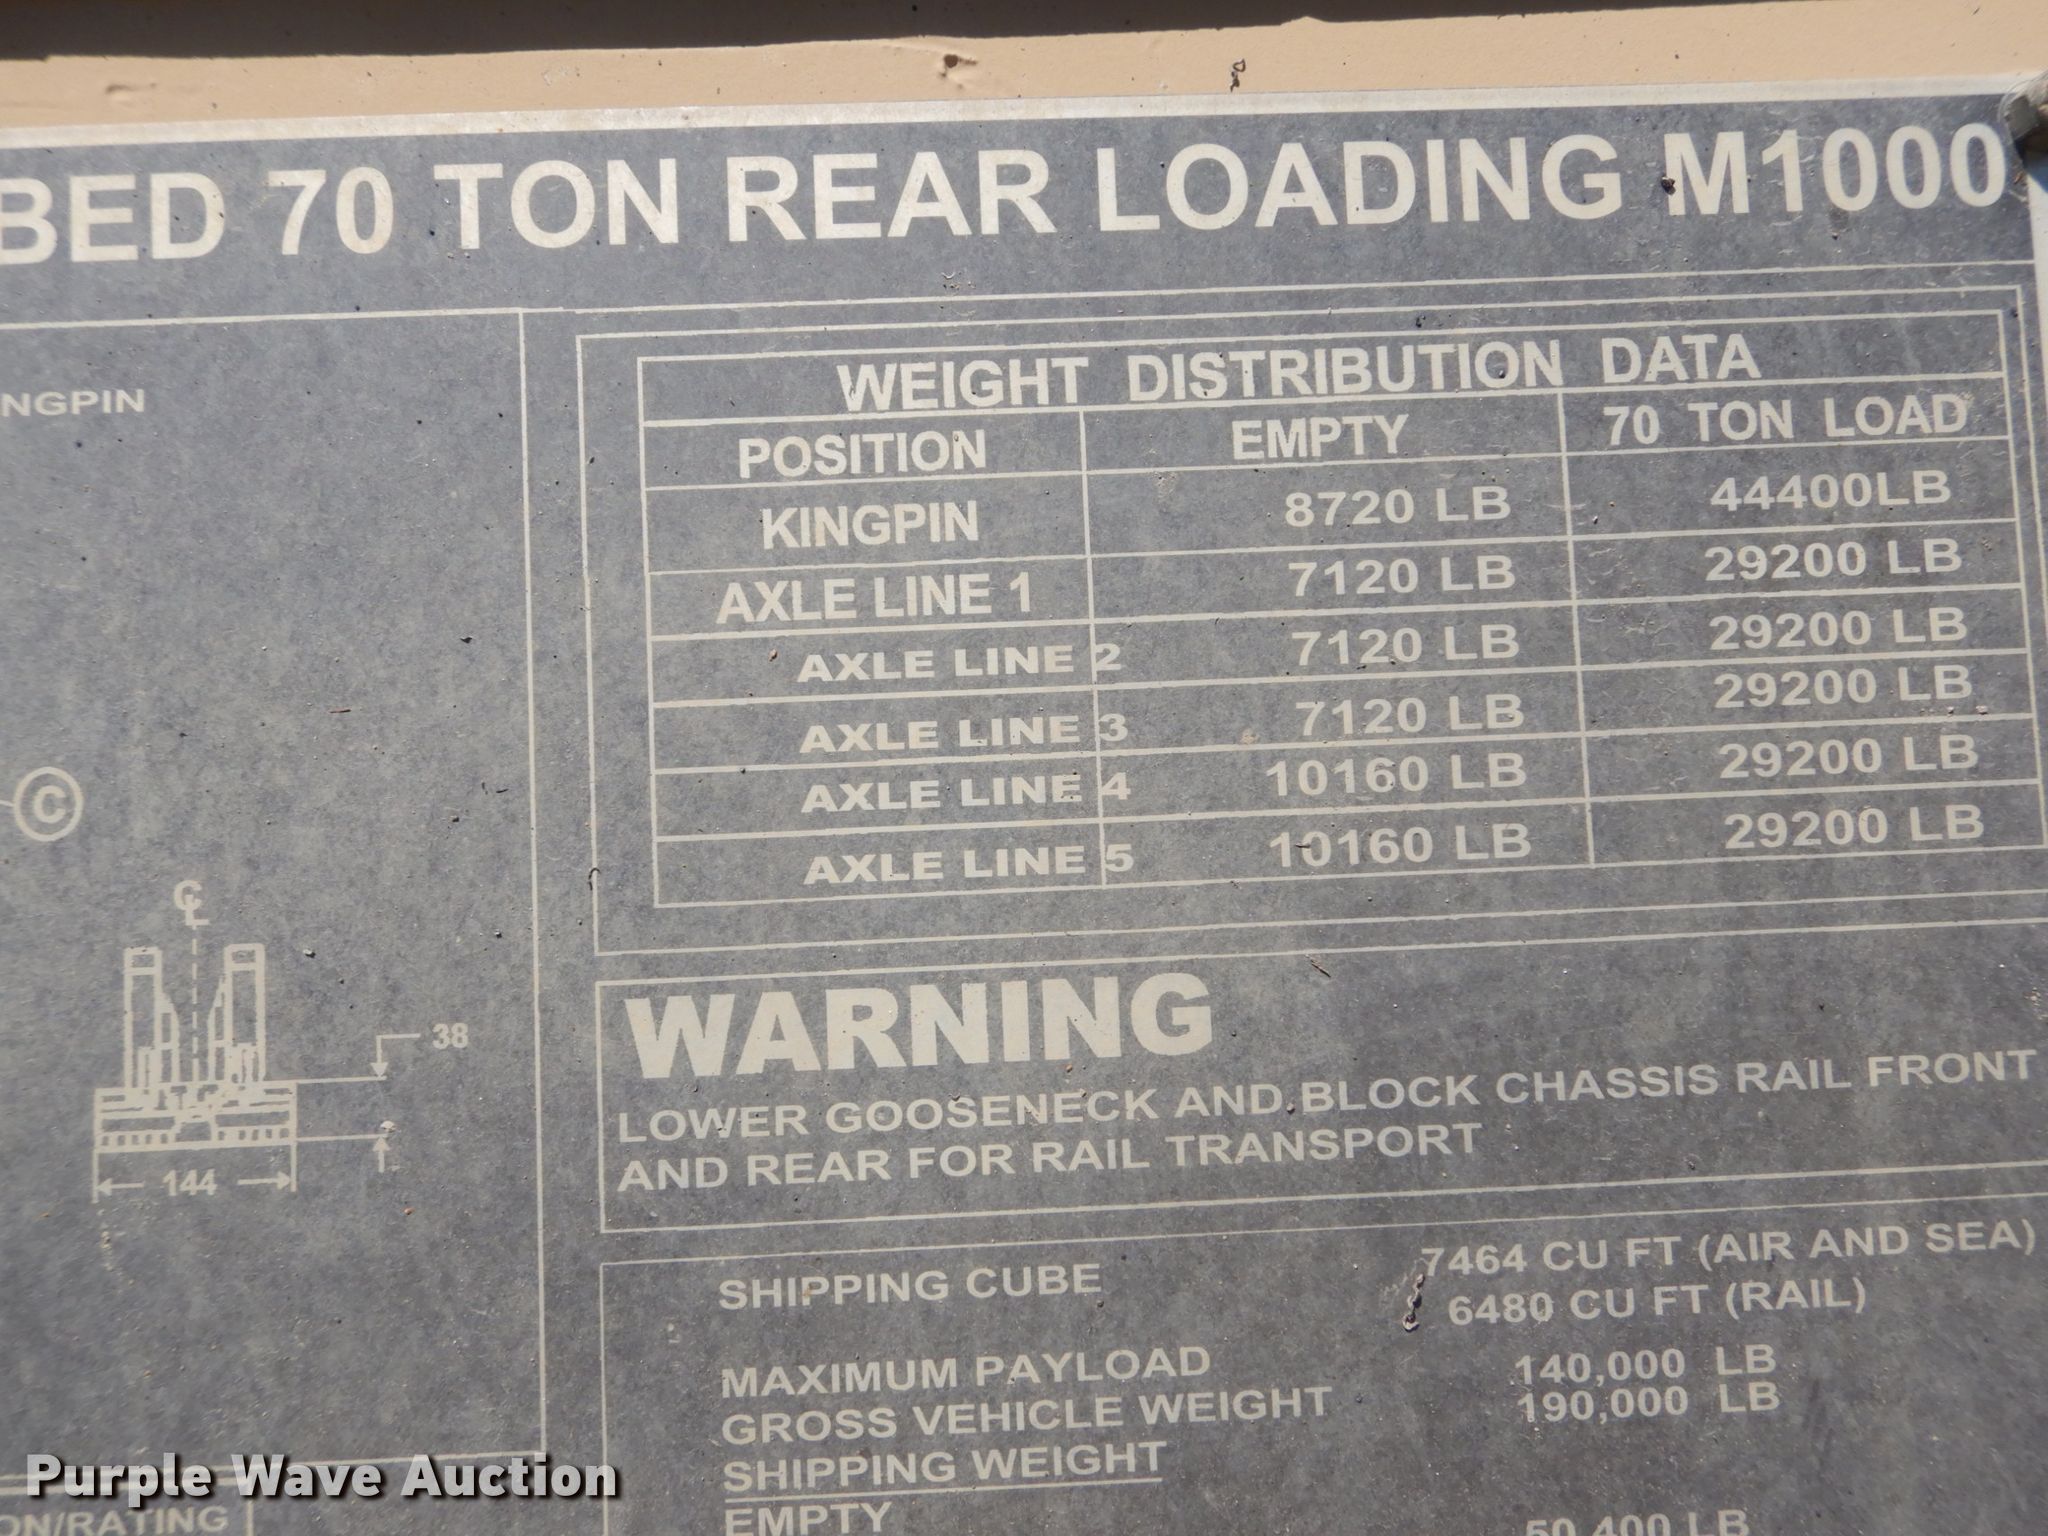 BED 70 TON REAR LOADING M1000
NGPIN
WEIGHT DISTRIBUTION DATA
POSITION EMPTY 70 TON LOAD
KINGPIN 8720 LB 44400LB
AXLE LINE 1 7120 LB 29200 LB
AXLE LINE 2 7120 LB 29200 LB
AXLE LINE 3 7120 LB 29200 LB
AXLE LINE 4 10160 LB 29200 LB
AXLE LINE 5 10160 LB 29200 LB
C
CL
38
144
WARNING
LOWER GOOSENECK AND BLOCK CHASSIS RAIL FRONT
AND REAR FOR RAIL TRANSPORT
SHIPPING CUBE 7464 CU FT (AIR AND SEA)
6480 CU FT (RAIL)
MAXIMUM PAYLOAD 140,000 LB
GROSS VEHICLE WEIGHT 190,000 LB
SHIPPING WEIGHT
EMPTY 50,400 LB
ON/RATING
Purple Wave Auction